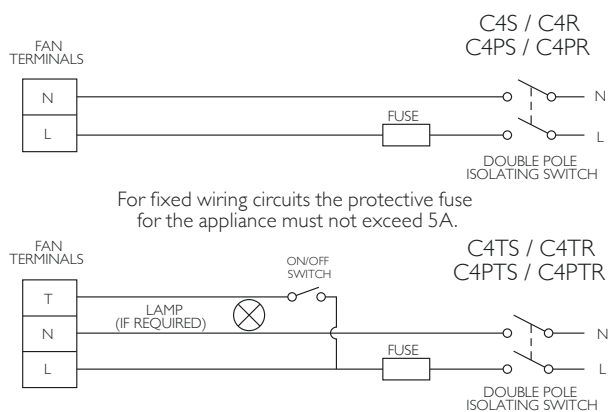 C4S / C4R
C4PS / C4PR
FAN
TERMINALS
N
N
FUSE
L
L
DOUBLE POLE
ISOLATING SWITCH
For fixed wiring circuits the protective fuse
for the appliance must not exceed 5A.
FAN
TERMINALS
ON/OFF
SWITCH
C4TS / C4TR
C4PTS / C4PTR
T
LAMP
(IF REQUIRED)
N
N
FUSE
L
L
DOUBLE POLE
ISOLATING SWITCH